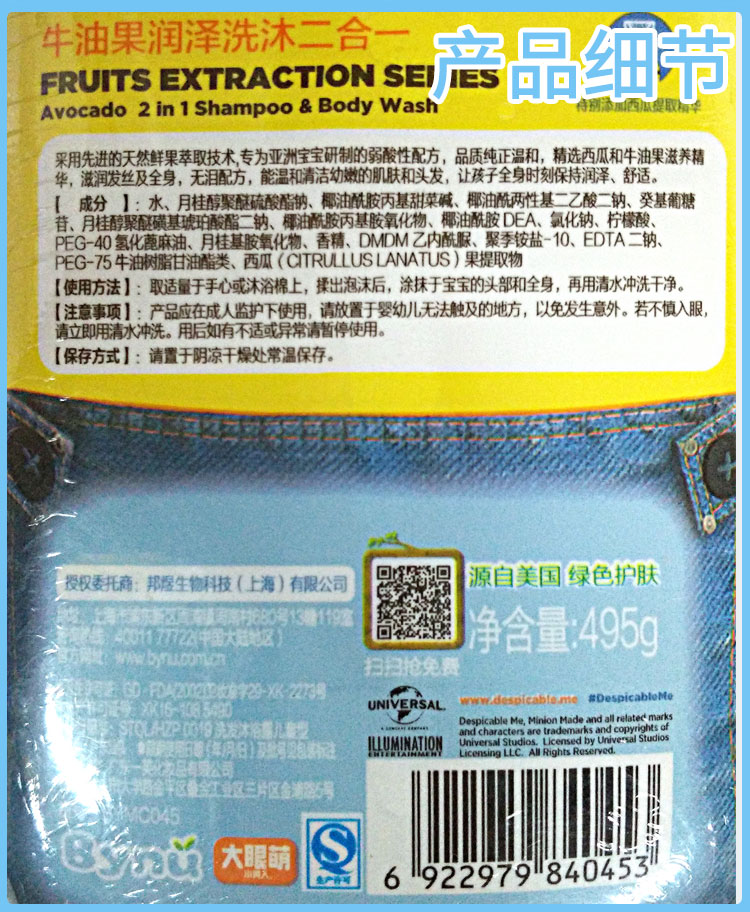 牛油果润泽洗沐二合一
产品细节
FRUITS EXTRACTION SERIES
Avocado 2 in 1 Shampoo & Body Wash
特别添加西瓜提取精华
采用先进的天然鲜果萃取技术,专为亚洲宝宝研制的弱酸性配方，品质纯正温和，精选西瓜和牛油果滋养精
华，滋润发丝及全身，无泪配方，能温和清洁幼嫩的肌肤和头发，让孩子全身时刻保持润泽、舒适。
【 成分 】：水、月桂醇聚醚硫酸酯钠、椰油酰胺丙基甜菜碱、椰油酰两性基二乙酸二钠、癸基葡糖
苷、月桂醇聚醚磺基琥珀酸酯二钠、椰油酰胺丙基胺氧化物、椰油酰胺 DEA、氯化钠、柠檬酸、
PEG-40 氢化蓖麻油、月桂基胺氧化物、香精、DMDM 乙内酰脲、聚季铵盐-10、EDTA 二钠、
PEG-75 牛油树脂甘油酯类、西瓜（CITRULLUS LANATUS）果提取物
【使用方法】：取适量于手心或沐浴棉上，揉出泡沫后，涂抹于宝宝的头部和全身，再用清水冲洗干净。
【注意事项】：产品应在成人监护下使用，请放置于婴幼儿无法触及的地方，以免发生意外。若不慎入眼，
请立即用清水冲洗。用后如有不适或异常请暂停使用。
【保存方式】：请置于阴凉干燥处常温保存。
授权委托商：邦煜生物科技（上海）有限公司
（中国大陆地区）
www.bynu.com.cn
源自美国 绿色护肤
净含量:495g
扫扫抢免费
UNIVERSAL
A COMCAST COMPANY
ILLUMINATION
ENTERTAINMENT
www.despicable.me #DespicableMe
Despicable Me, Minion Made and all related marks
and characters are trademarks and copyrights of
Universal Studios. Licensed by Universal Studios
Licensing LLC. All Rights Reserved.
Bynu
大眼萌
QS
生产许可
6 922979 840453